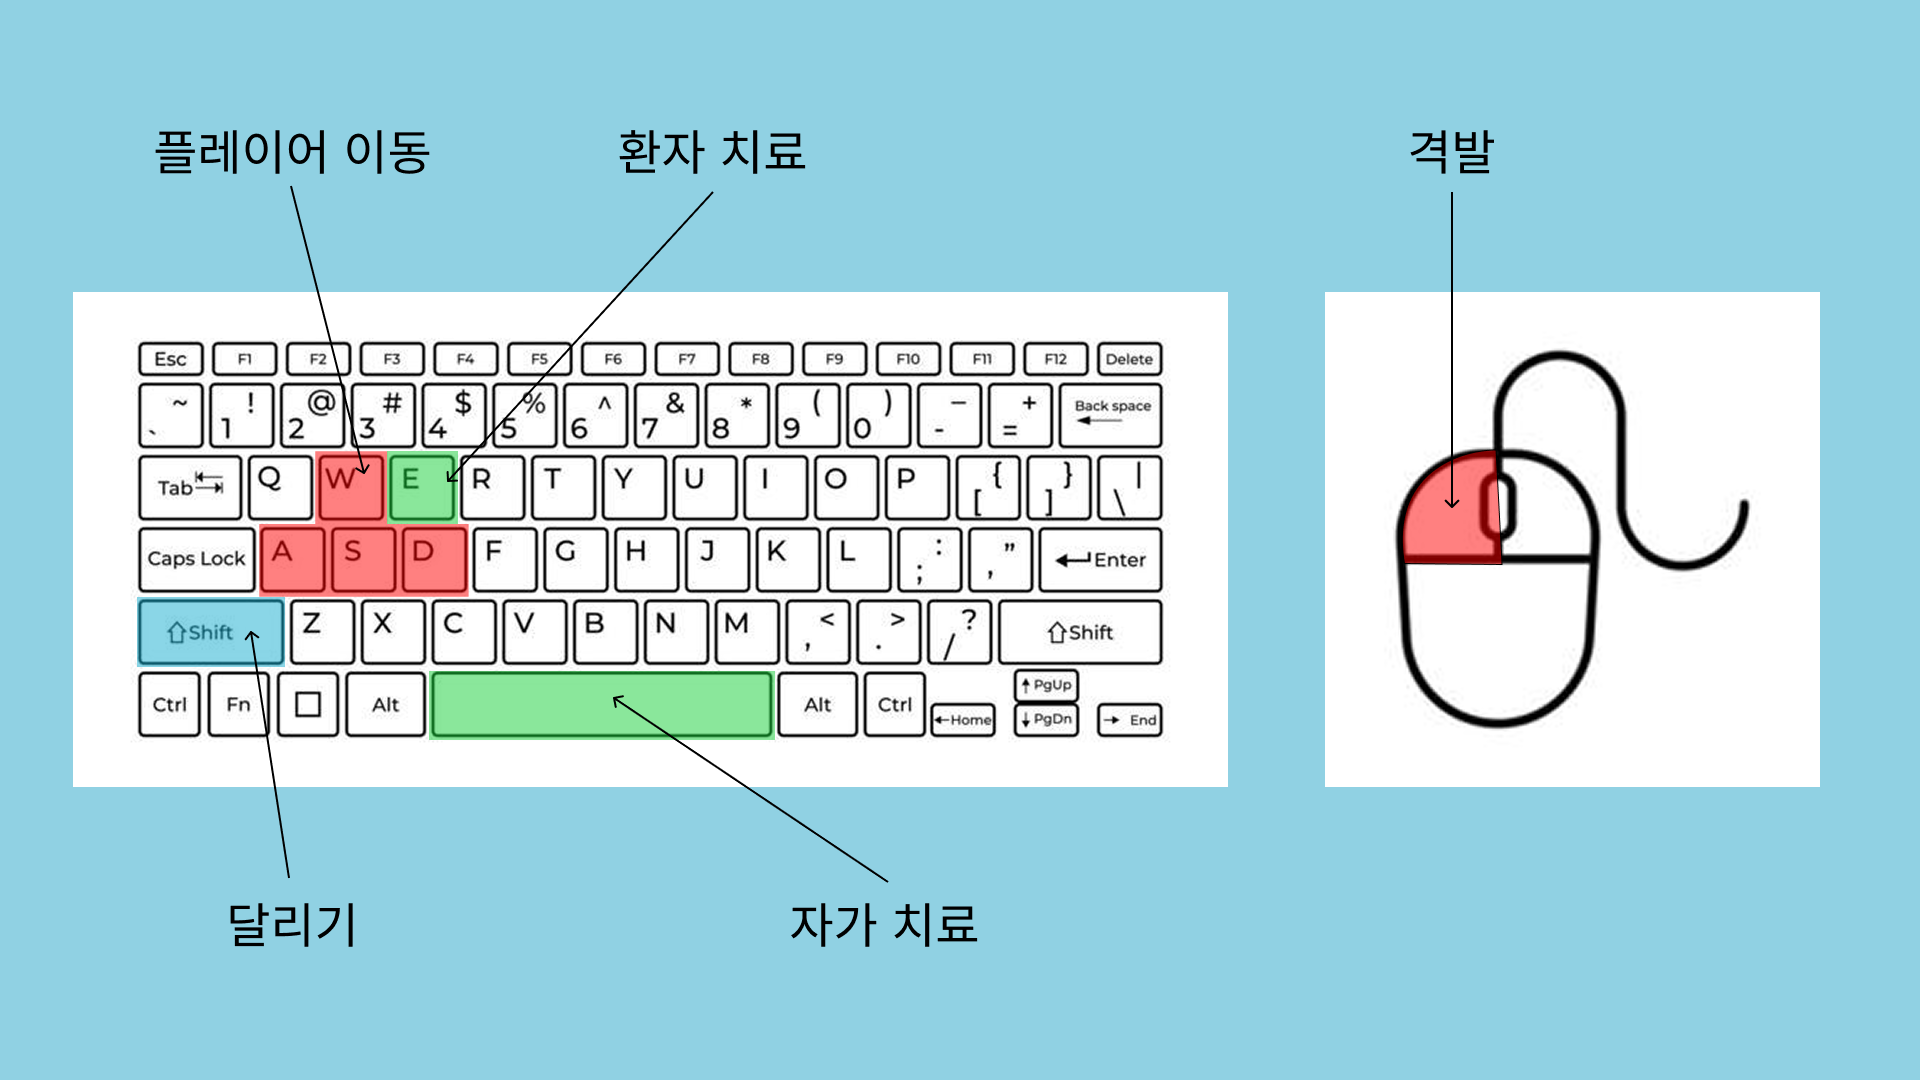 플레이어 이동 환자 치료 격발
Esc F1 F2 F3 F4 F5 F6 F7 F8 F9 F10 F11 F12 Delete
~ ! @ # $ % ^ & * ( ) – + Back space
` 1 2 3 4 5 6 7 8 9 0 - =
Tab Q W E R T Y U I O P { } |
[ ] \
Caps Lock A S D F G H J K L : ” Enter
; ,
Shift Z X C V B N M < > ? Shift
, . /
Ctrl Fn Alt Alt Ctrl Home PgUp
PgDn End
달리기 자가 치료